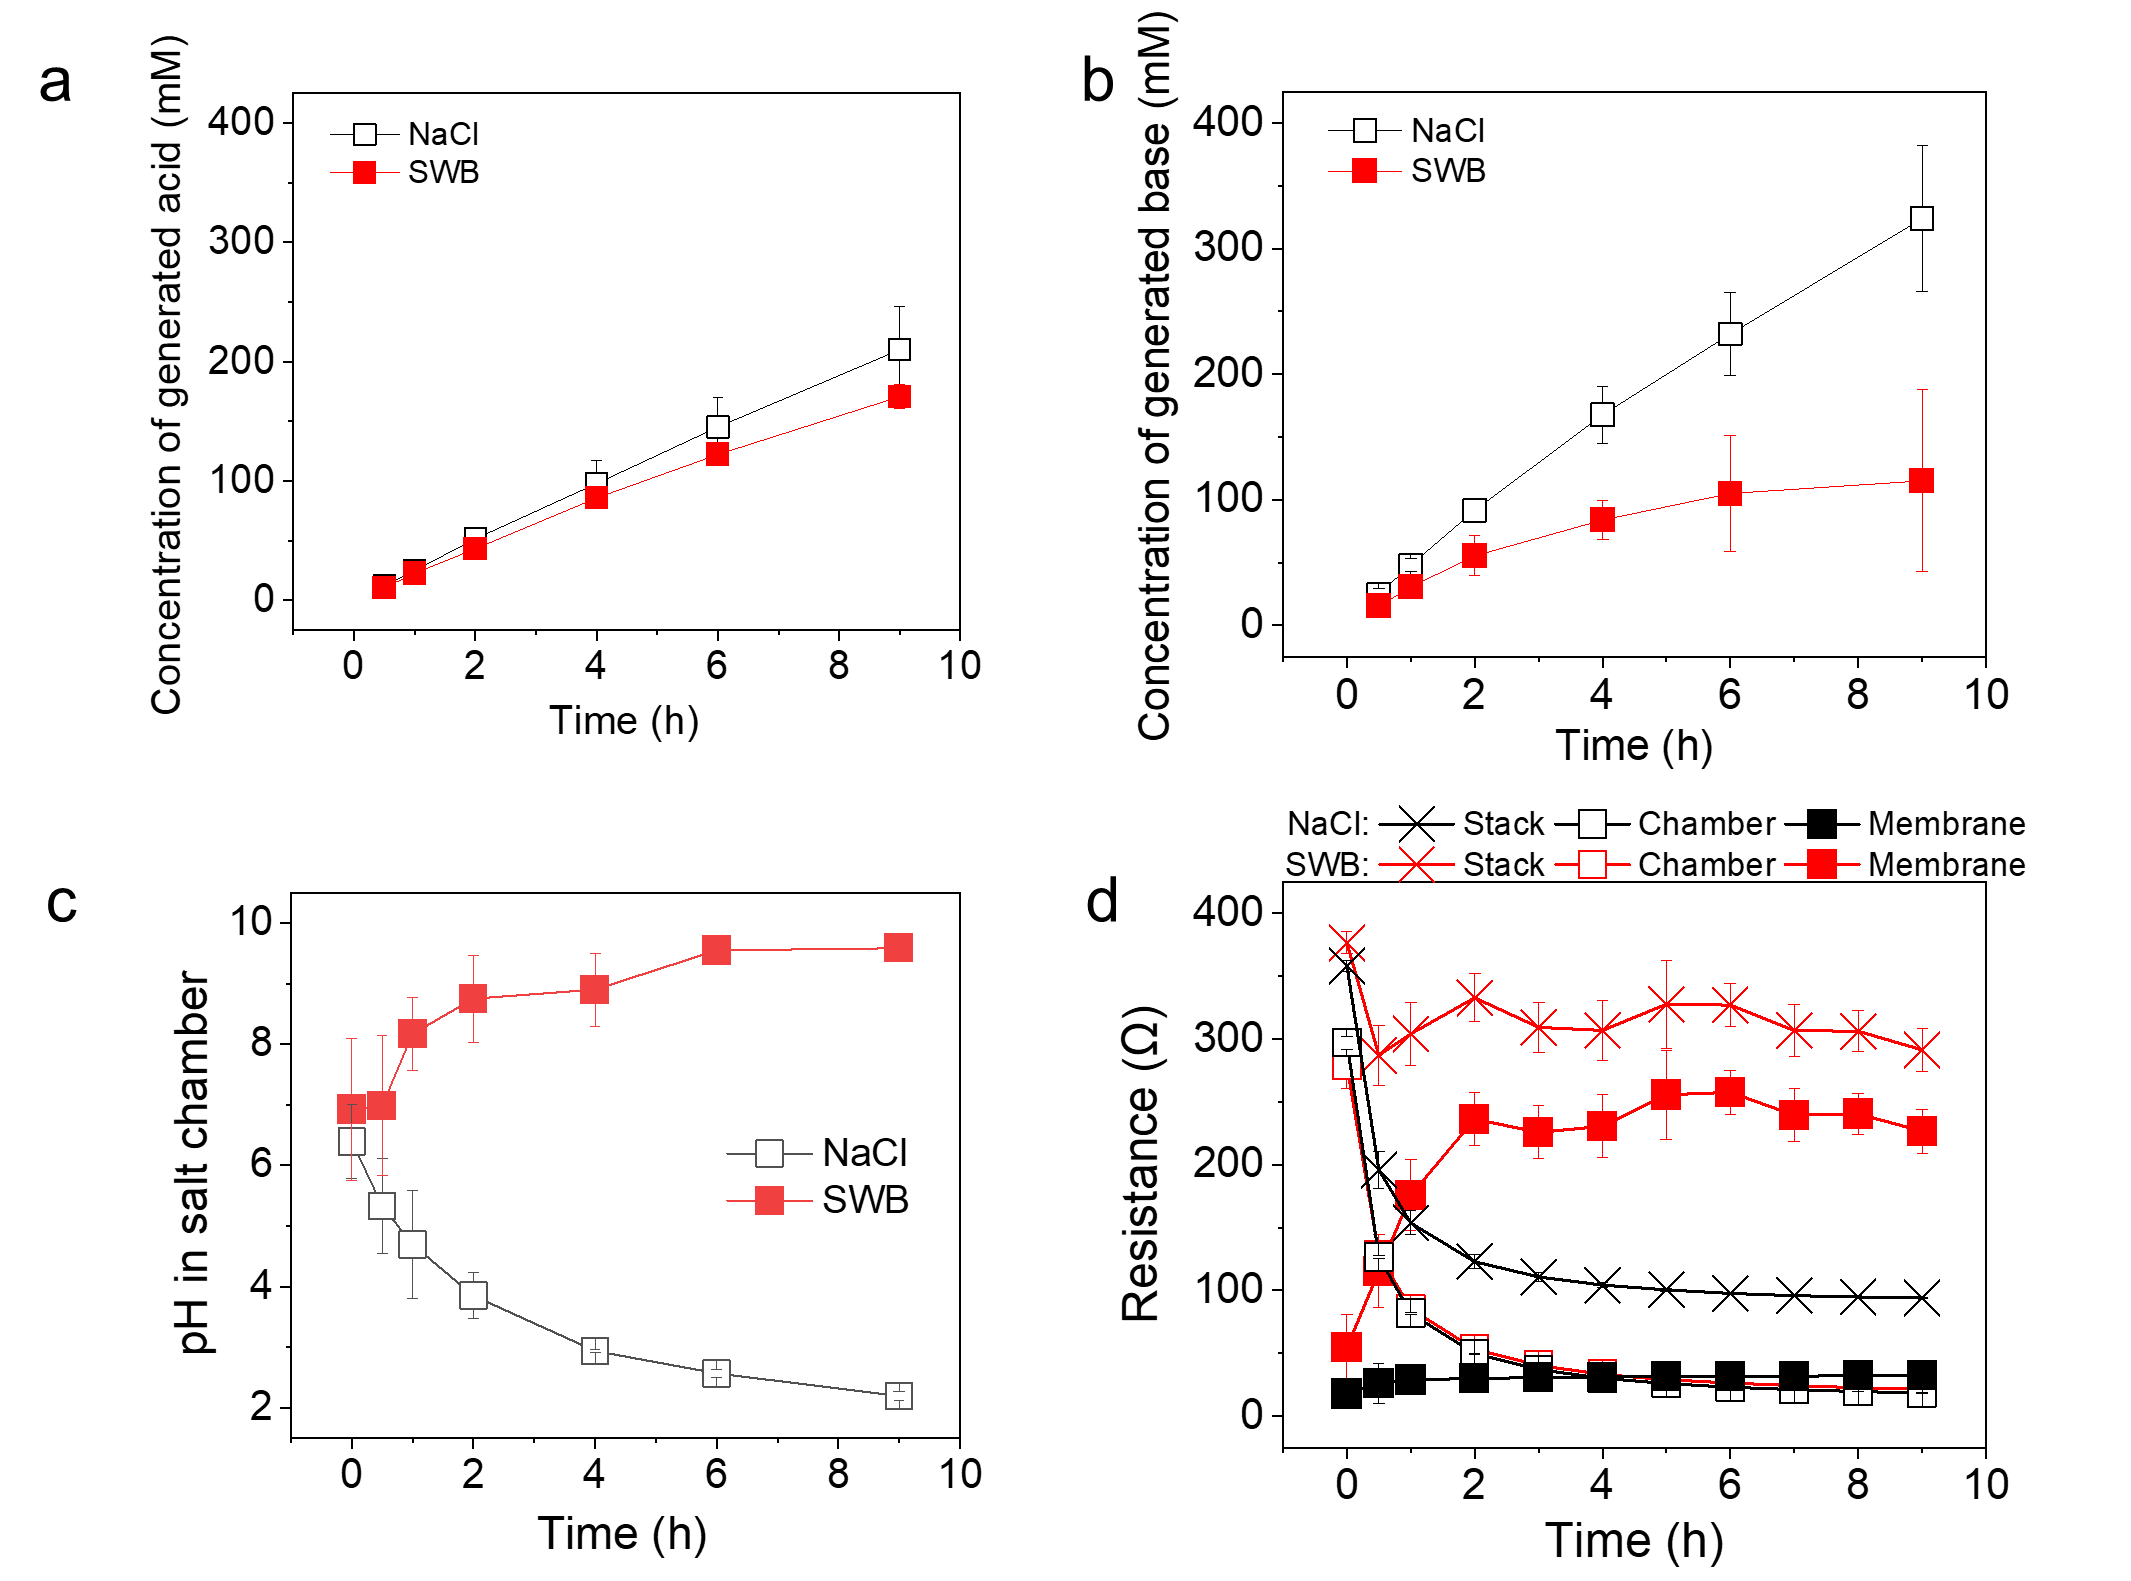 a
Concentration of generated acid (mM)
400
300
200
100
0
NaCl
SWB
0 2 4 6 8 10
Time (h)
b
Concentration of generated base (mM)
400
300
200
100
0
NaCl
SWB
0 2 4 6 8 10
Time (h)
c
pH in salt chamber
10
8
6
4
2
NaCl
SWB
0 2 4 6 8 10
Time (h)
d
NaCl: Stack Chamber Membrane
SWB: Stack Chamber Membrane
Resistance (Ω)
400
300
200
100
0
0 2 4 6 8 10
Time (h)